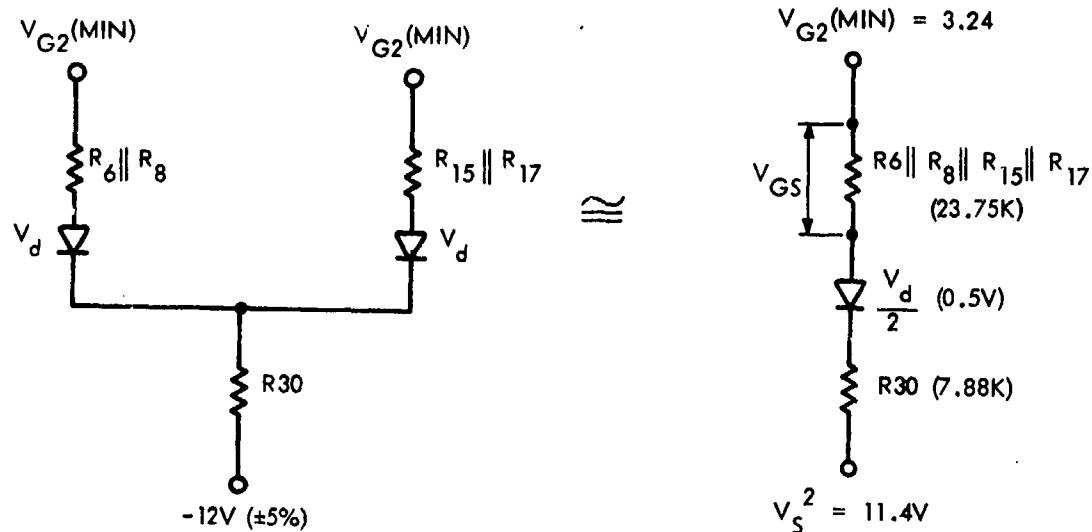 V_G2(MIN)
V_G2(MIN)
R_6 || R_8
R_15 || R_17
V_d
V_d
R30
-12V (±5%)
≅
V_G2(MIN) = 3.24
V_GS
R6 || R_8 || R_15 || R_17
(23.75K)
V_d/2 (0.5V)
R30 (7.88K)
V_S^2 = 11.4V